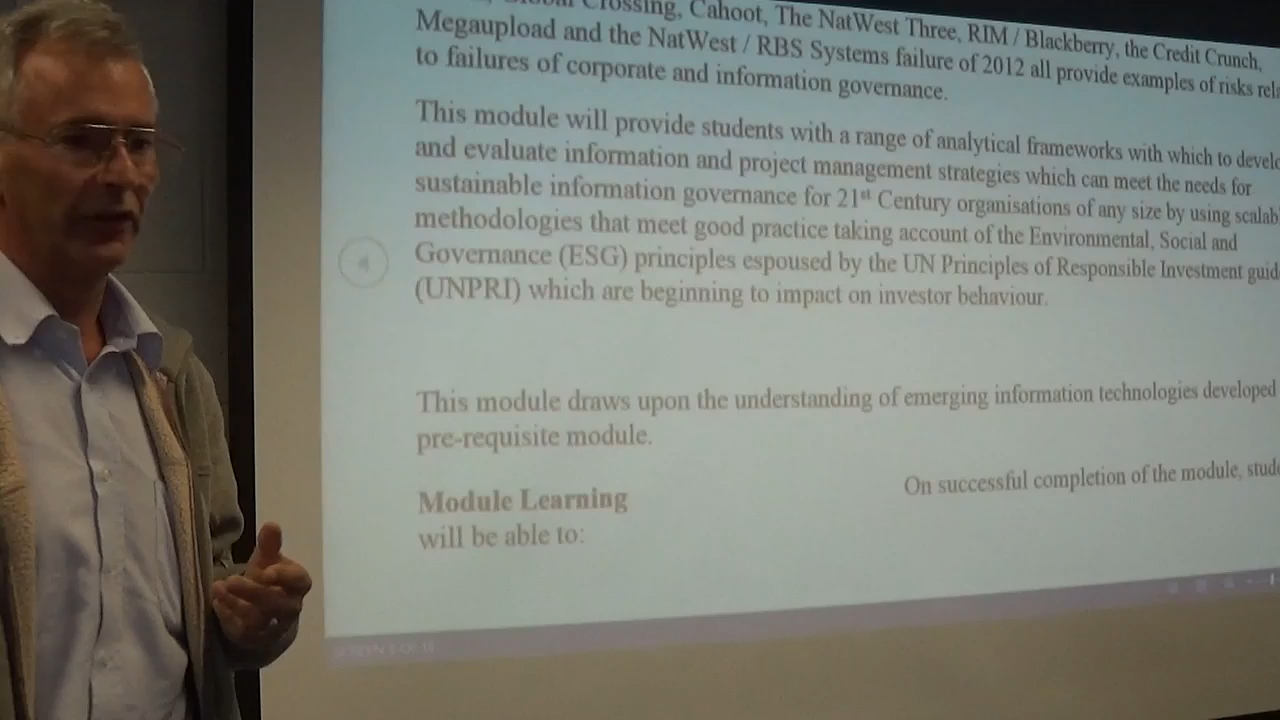 Crossing, Cahoot, The NatWest Three, RIM / Blackberry, the Credit Crunch,
Megaupload and the NatWest / RBS Systems failure of 2012 all provide examples of risks rela
to failures of corporate and information governance.
This module will provide students with a range of analytical frameworks with which to develo
and evaluate information and project management strategies which can meet the needs for
sustainable information governance for 21st Century organisations of any size by using scalab
methodologies that meet good practice taking account of the Environmental, Social and
Governance (ESG) principles espoused by the UN Principles of Responsible Investment guid
(UNPRI) which are beginning to impact on investor behaviour.
This module draws upon the understanding of emerging information technologies developed
pre-requisite module.
Module Learning On successful completion of the module, stude
will be able to: